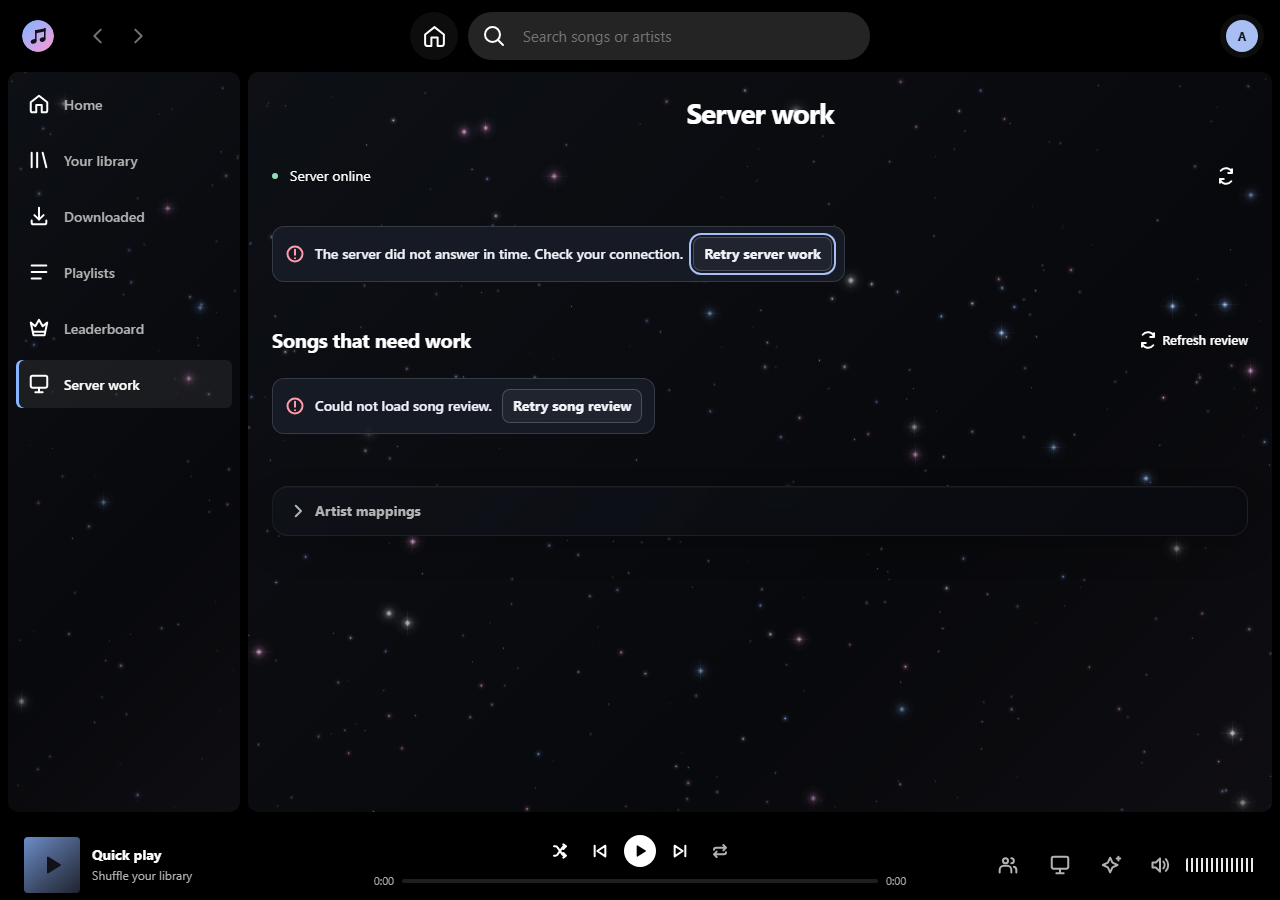 Search songs or artists
A
Home
Your library
Downloaded
Playlists
Leaderboard
Server work
Server work
Server online
The server did not answer in time. Check your connection. Retry server work
Songs that need work
Refresh review
Could not load song review. Retry song review
Artist mappings
Quick play
Shuffle your library
0:00
0:00